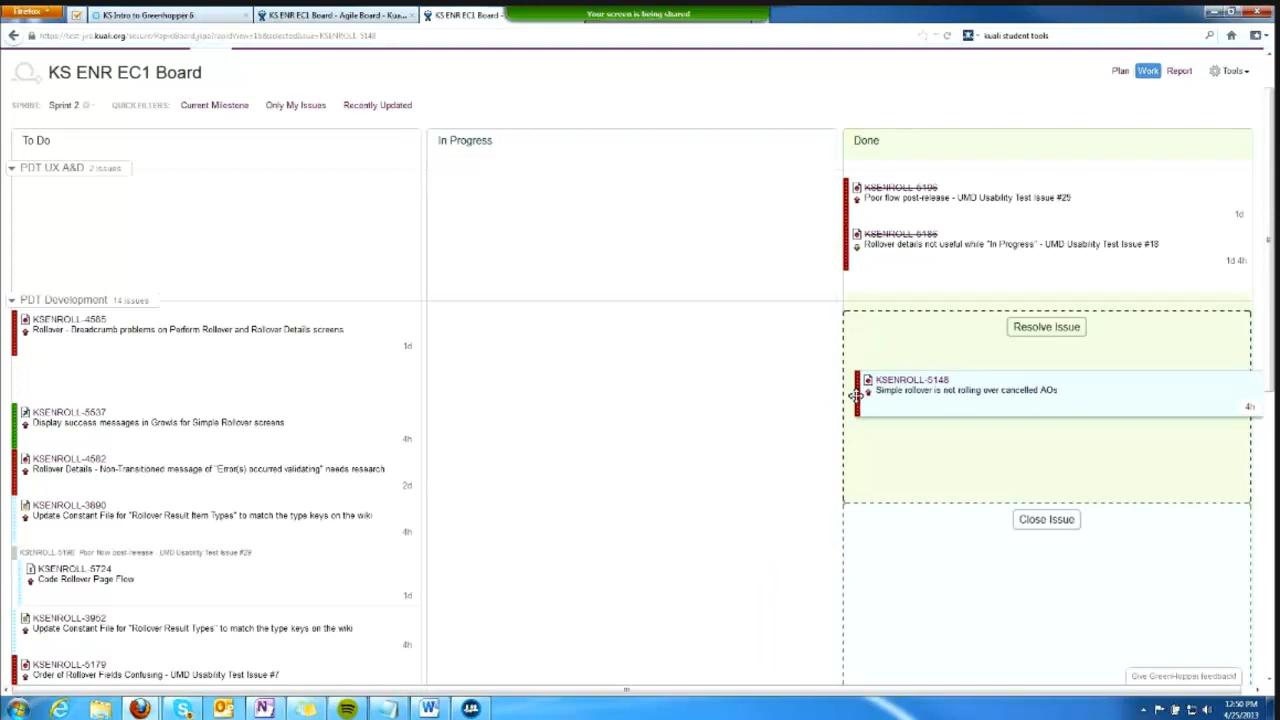 Firefox
KS Intro to Greenhopper 6
KS ENR EC1 Board - Agile Board - Kua...
KS ENR EC1 Board -
Your screen is being shared
kuali student tools
KS ENR EC1 Board
Plan Work Report Tools
SPRINT: Sprint 2 QUICK FILTERS: Current Milestone Only My Issues Recently Updated
To Do
In Progress
Done
PDT UX A&D 2 issues
KSENROLL-5196
Poor flow post-release - UMD Usability Test Issue #29
1d
KSENROLL-5186
Rollover details not useful while "In Progress" - UMD Usability Test Issue #18
1d 4h
PDT Development 14 issues
KSENROLL-4585
Rollover - Breadcrumb problems on Perform Rollover and Rollover Details screens
1d
Resolve Issue
KSENROLL-5148
Simple rollover is not rolling over cancelled AOs
4h
KSENROLL-5537
Display success messages in Growls for Simple Rollover screens
4h
KSENROLL-4582
Rollover Details - Non-Transitioned message of "Error(s) occurred validating" needs research
2d
KSENROLL-3890
Update Constant File for "Rollover Result Item Types" to match the type keys on the wiki
4h
Close Issue
KSENROLL-5196 Poor flow post-release - UMD Usability Test Issue #29
KSENROLL-5724
Code Rollover Page Flow
1d
KSENROLL-3952
Update Constant File for "Rollover Result Types" to match the type keys on the wiki
4h
KSENROLL-5179
Order of Rollover Fields Confusing - UMD Usability Test Issue #7
Give GreenHopper feedback!
12:50 PM
4/25/2013